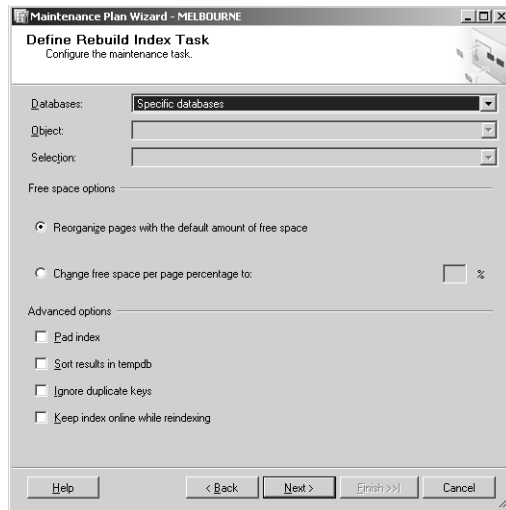 Maintenance Plan Wizard - MELBOURNE
Define Rebuild Index Task
Configure the maintenance task.
Databases: Specific databases
Object:
Selection:
Free space options
Reorganize pages with the default amount of free space
Change free space per page percentage to: %
Advanced options
Pad index
Sort results in tempdb
Ignore duplicate keys
Keep index online while reindexing
Help < Back Next > Finish >>| Cancel